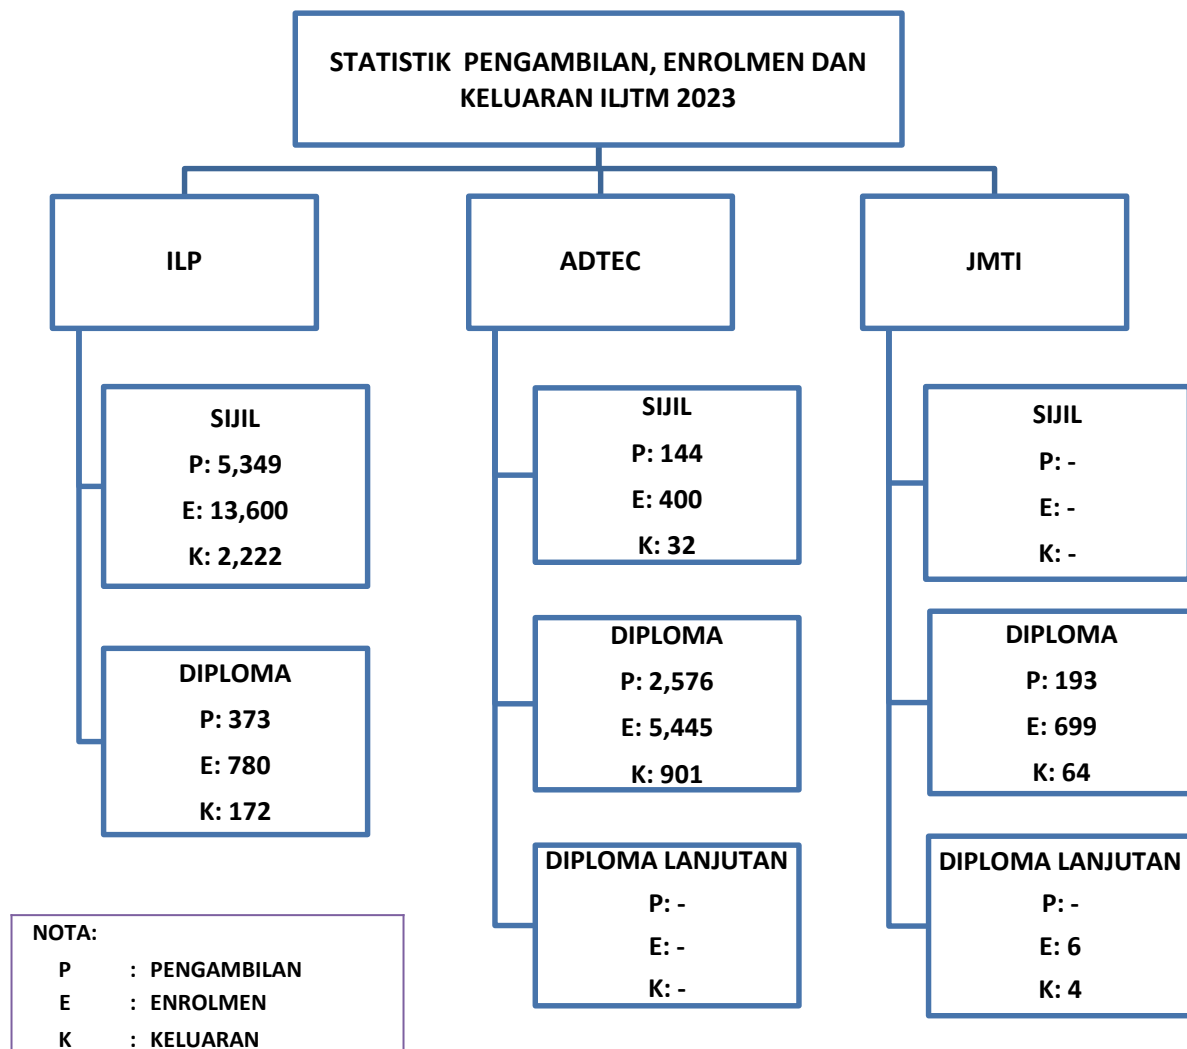 STATISTIK PENGAMBILAN, ENROLMEN DAN
KELUARAN ILJTM 2023
ILP
ADTEC
JMTI
SIJIL
P: 5,349
E: 13,600
K: 2,222
DIPLOMA
P: 373
E: 780
K: 172
SIJIL
P: 144
E: 400
K: 32
DIPLOMA
P: 2,576
E: 5,445
K: 901
DIPLOMA LANJUTAN
P: -
E: -
K: -
SIJIL
P: -
E: -
K: -
DIPLOMA
P: 193
E: 699
K: 64
DIPLOMA LANJUTAN
P: -
E: 6
K: 4
NOTA:
P : PENGAMBILAN
E : ENROLMEN
K : KELUARAN